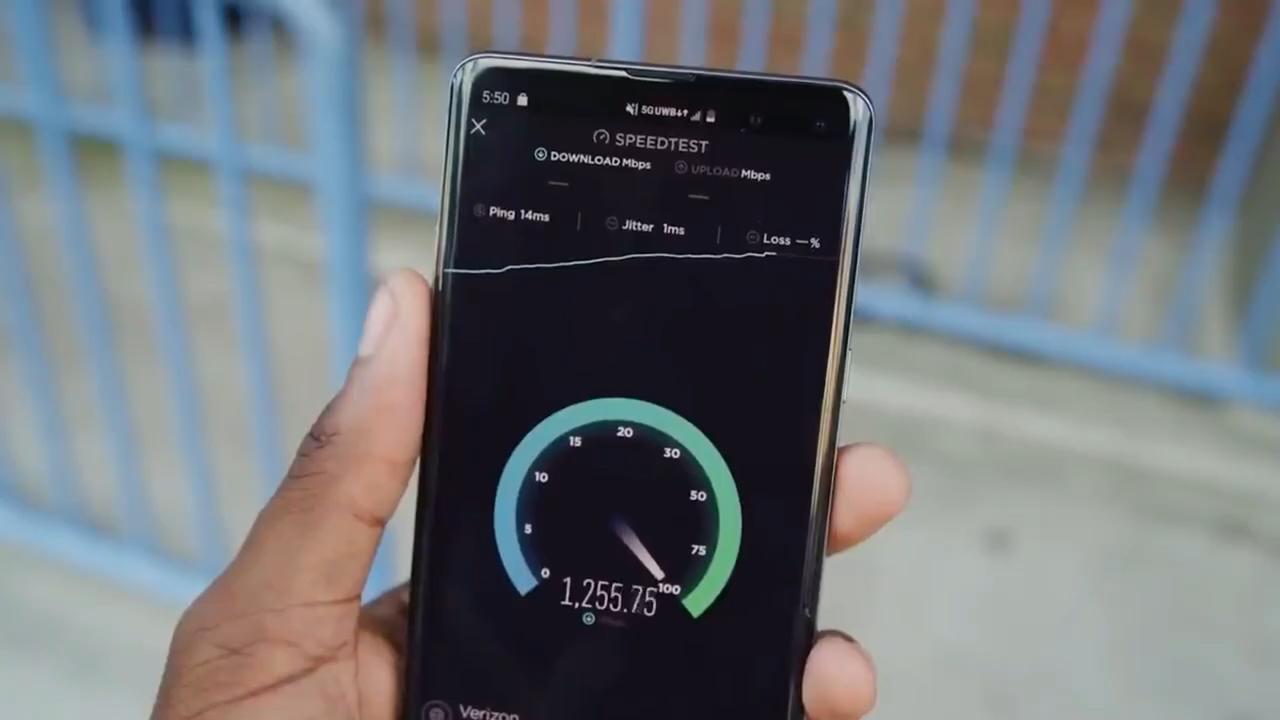 5:50 5GUWB
SPEEDTEST
DOWNLOAD Mbps UPLOAD Mbps
— —
Ping 14ms Jitter 1ms Loss —%
0
5
10
15
20
30
50
75
100
1,255.75
Verizon